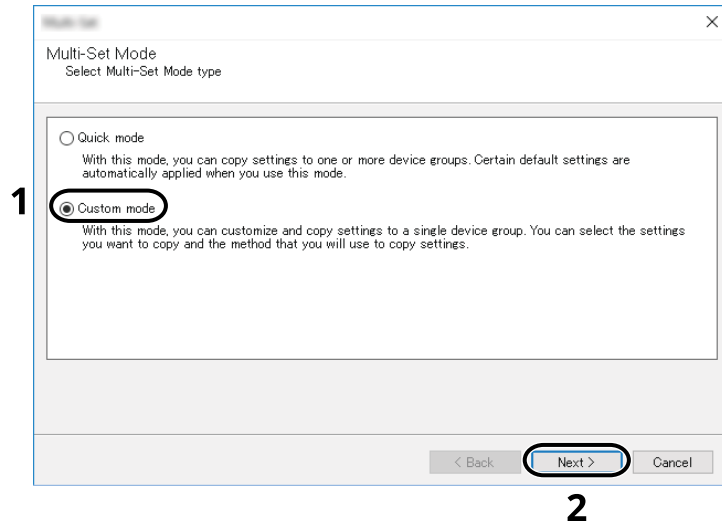 Multi-Set Mode
Select Multi-Set Mode type
Quick mode
With this mode, you can copy settings to one or more device groups. Certain default settings are
automatically applied when you use this mode.
1
Custom mode
With this mode, you can customize and copy settings to a single device group. You can select the settings
you want to copy and the method that you will use to copy settings.
< Back
Next >
Cancel
2